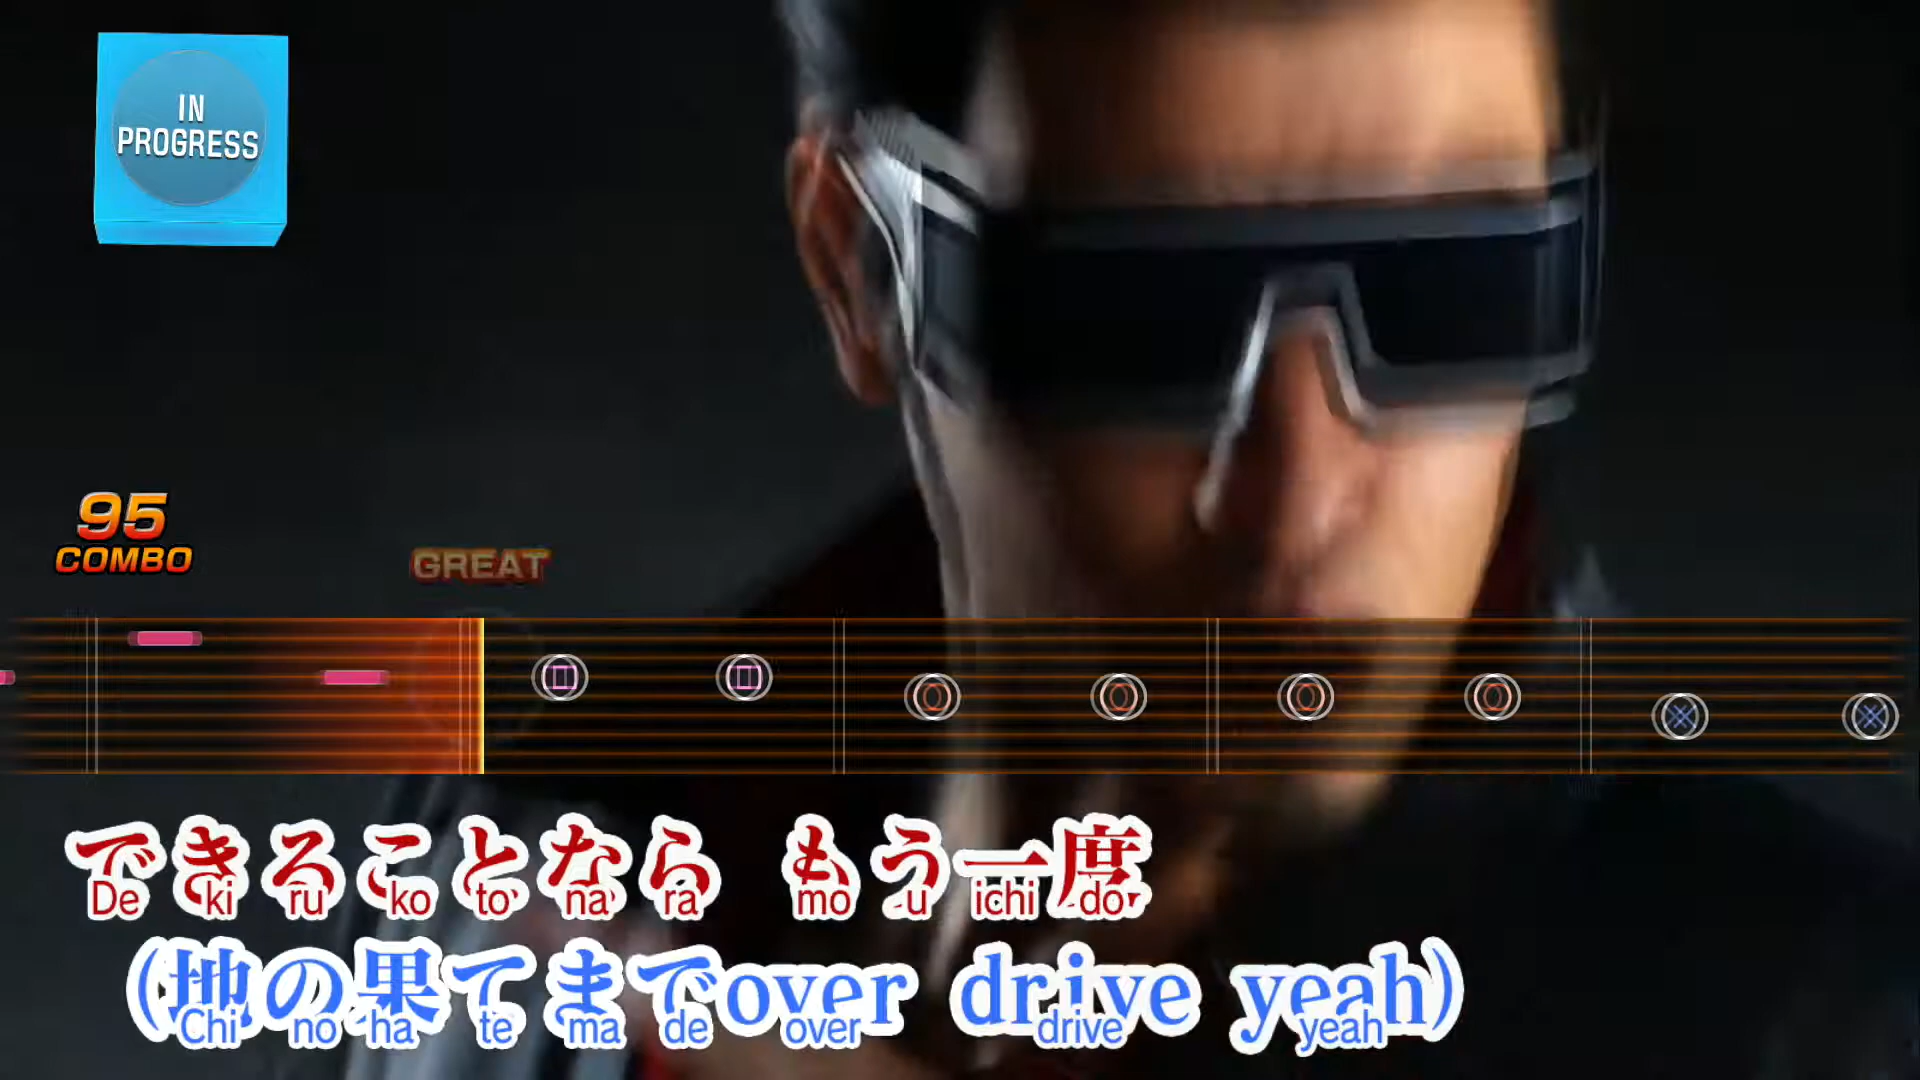 IN
PROGRESS
95
COMBO
GREAT
できることなら もう一度
De ki ru ko to na ra mo u ichi do
(地の果てまでover drive yeah)
Chi no ha te ma de over drive yeah